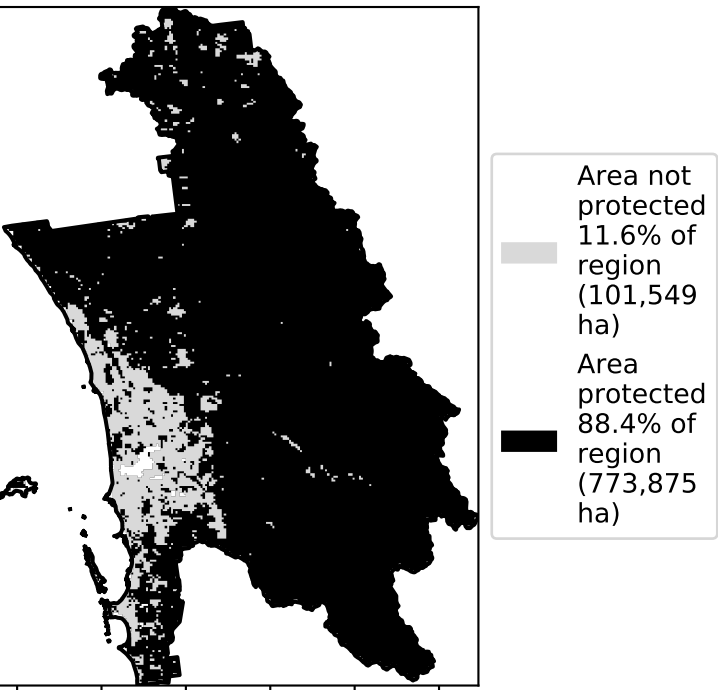 Area not
protected
11.6% of
region
(101,549
ha)
Area
protected
88.4% of
region
(773,875
ha)